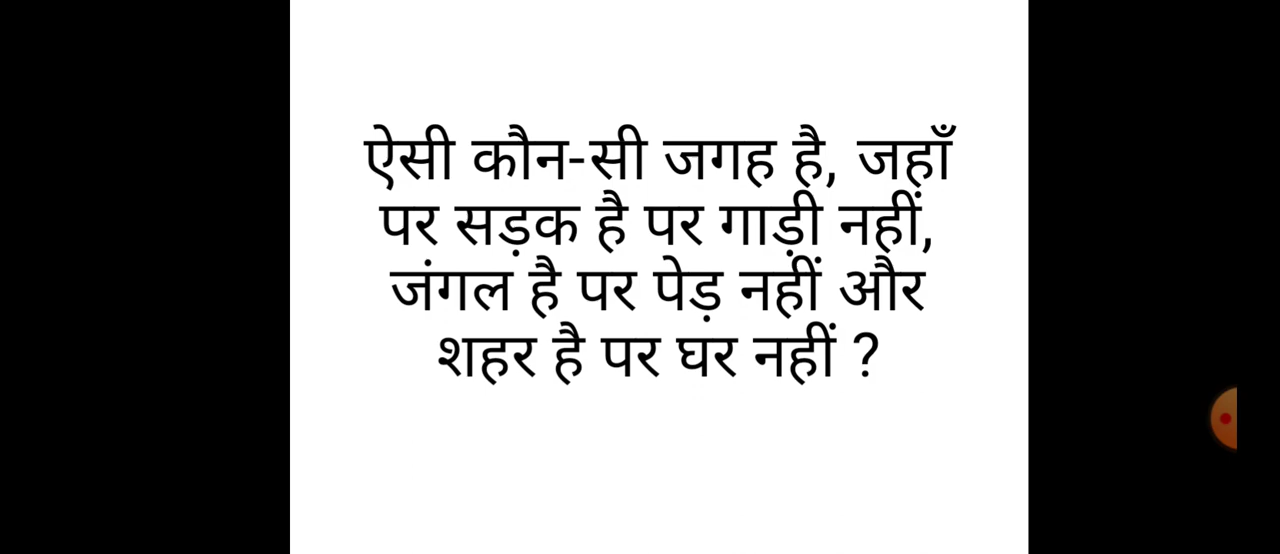 ऐसी कौन-सी जगह है, जहाँ
पर सड़क है पर गाड़ी नहीं,
जंगल है पर पेड़ नहीं और
शहर है पर घर नहीं ?